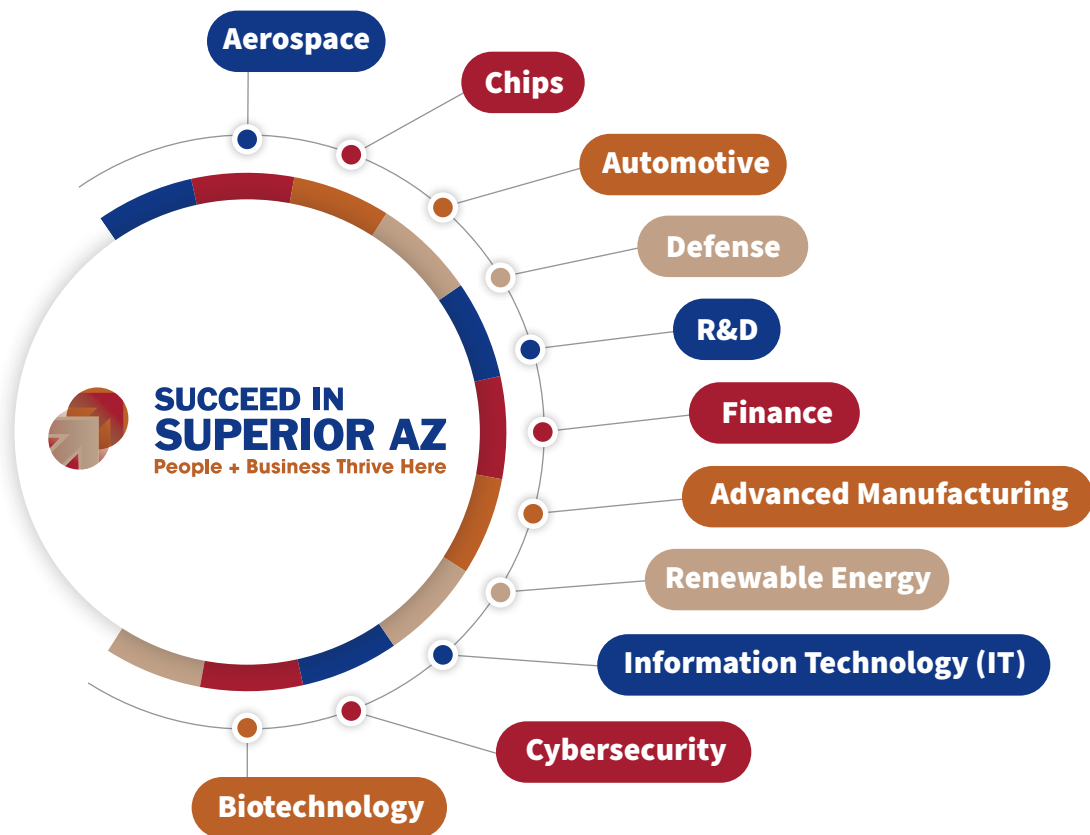 Aerospace
Chips
Automotive
Defense
R&D
SUCCEED IN
SUPERIOR AZ
People + Business Thrive Here
Finance
Advanced Manufacturing
Renewable Energy
Information Technology (IT)
Cybersecurity
Biotechnology